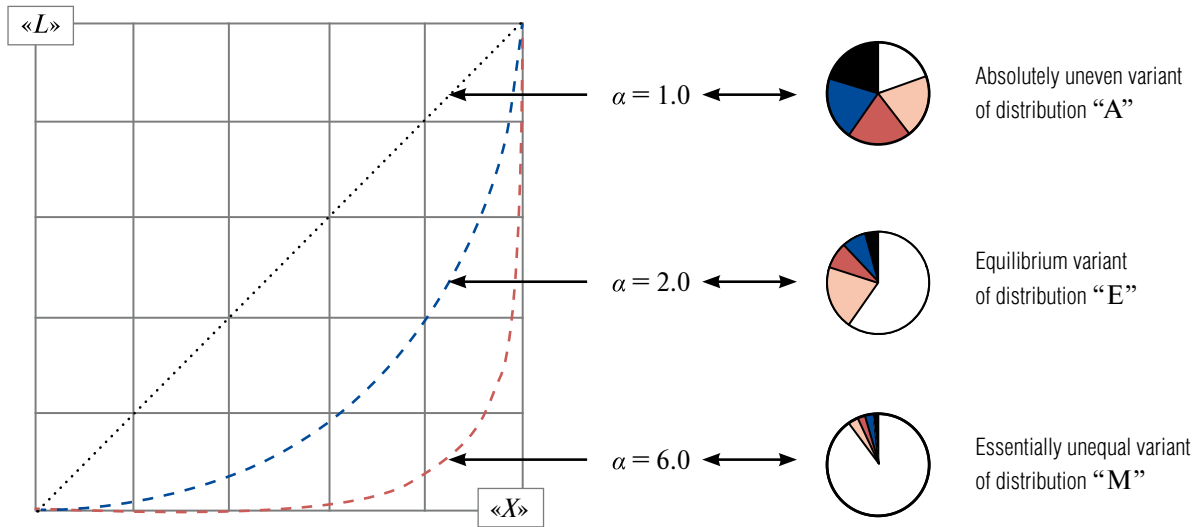 «L»
α = 1.0
Absolutely uneven variant
of distribution “A”
α = 2.0
Equilibrium variant
of distribution “E”
α = 6.0
Essentially unequal variant
of distribution “M”
«X»